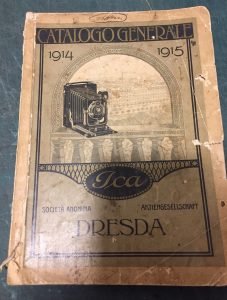 CATALOGO GENERALE
1914 1915
Ica
SOCIETÀ ANONIMA AKTIENGESELLSCHAFT
DRESDA